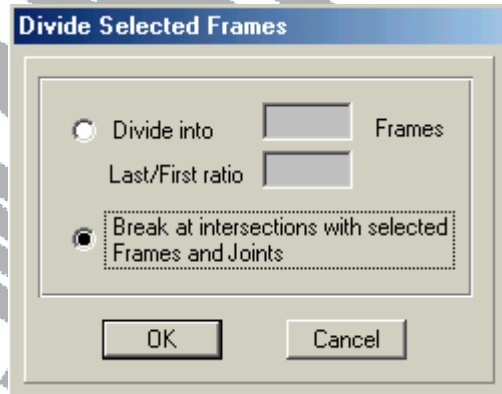 Divide Selected Frames
Divide into Frames
Last/First ratio
Break at intersections with selected
Frames and Joints
OK Cancel